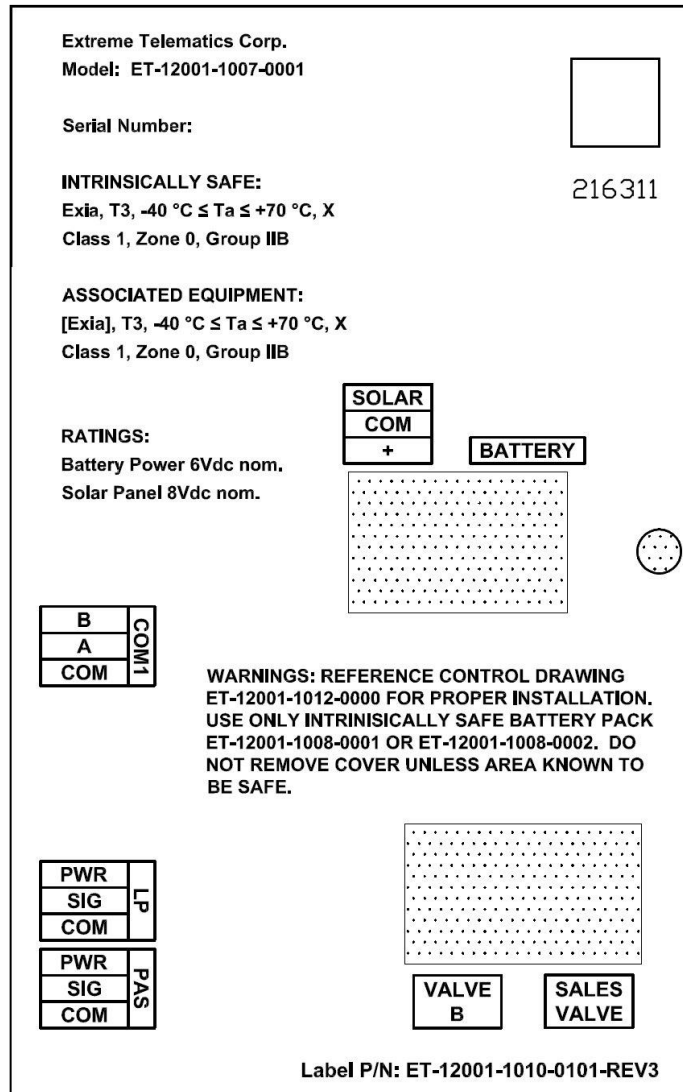 Extreme Telematics Corp.
Model: ET-12001-1007-0001
Serial Number:
216311
INTRINSICALLY SAFE:
Exia, T3, -40 °C ≤ Ta ≤ +70 °C, X
Class 1, Zone 0, Group IIB
ASSOCIATED EQUIPMENT:
[Exia], T3, -40 °C ≤ Ta ≤ +70 °C, X
Class 1, Zone 0, Group IIB
RATINGS:
Battery Power 6Vdc nom.
Solar Panel 8Vdc nom.
SOLAR
COM
+
BATTERY
B
A
COM
COM1
WARNINGS: REFERENCE CONTROL DRAWING
ET-12001-1012-0000 FOR PROPER INSTALLATION.
USE ONLY INTRINISICALLY SAFE BATTERY PACK
ET-12001-1008-0001 OR ET-12001-1008-0002. DO
NOT REMOVE COVER UNLESS AREA KNOWN TO
BE SAFE.
PWR
SIG
COM
LP
PWR
SIG
COM
PAS
VALVE
B
SALES
VALVE
Label P/N: ET-12001-1010-0101-REV3